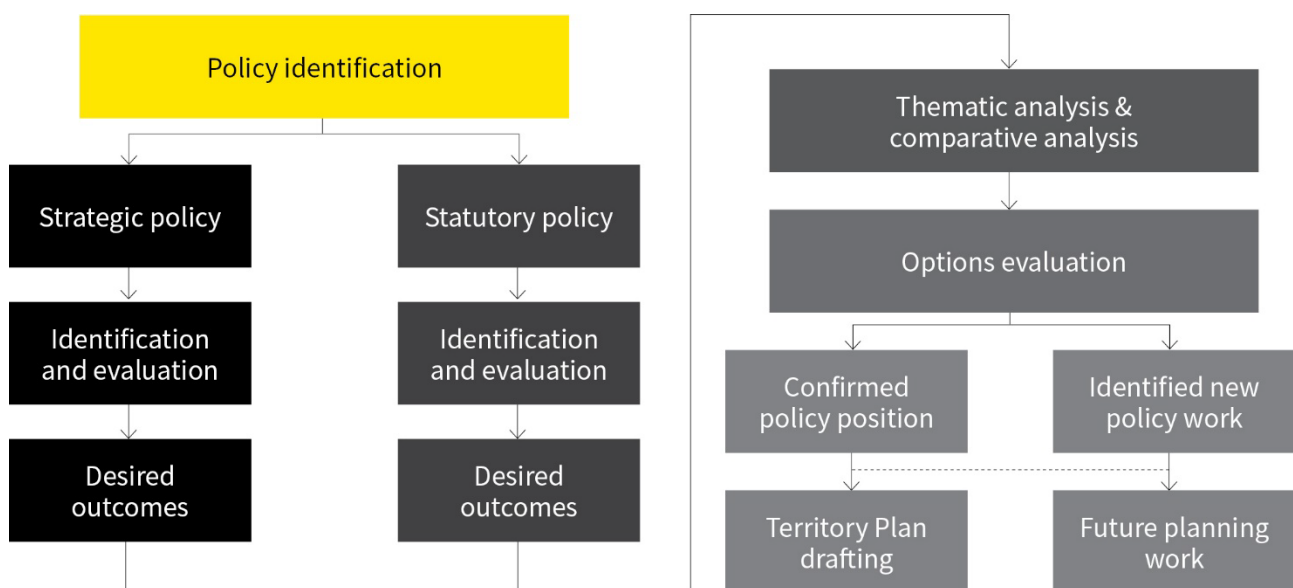 Policy identification
Strategic policy
Identification
and evaluation
Desired
outcomes
Statutory policy
Identification
and evaluation
Desired
outcomes
Thematic analysis &
comparative analysis
Options evaluation
Confirmed
policy position
Identified new
policy work
Territory Plan
drafting
Future planning
work